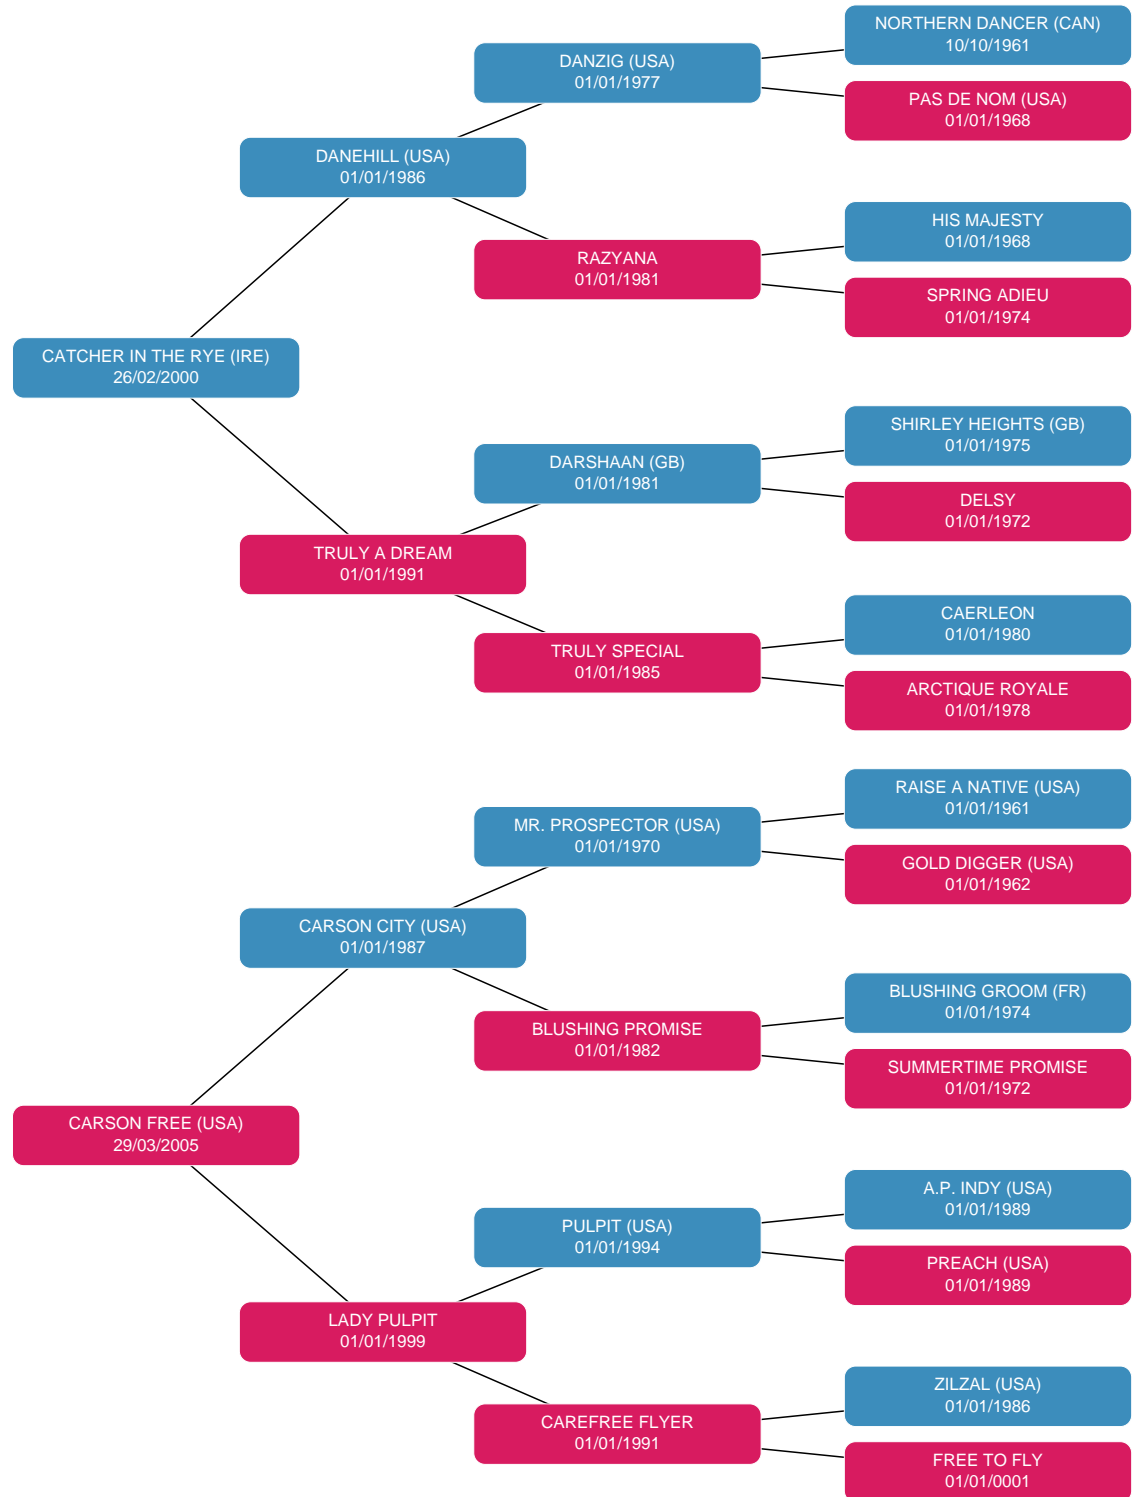 NORTHERN DANCER (CAN)
10/10/1961
DANZIG (USA)
01/01/1977
PAS DE NOM (USA)
01/01/1968
DANEHILL (USA)
01/01/1986
HIS MAJESTY
01/01/1968
RAZYANA
01/01/1981
SPRING ADIEU
01/01/1974
CATCHER IN THE RYE (IRE)
26/02/2000
SHIRLEY HEIGHTS (GB)
01/01/1975
DARSHAAN (GB)
01/01/1981
DELSY
01/01/1972
TRULY A DREAM
01/01/1991
CAERLEON
01/01/1980
TRULY SPECIAL
01/01/1985
ARCTIQUE ROYALE
01/01/1978
RAISE A NATIVE (USA)
01/01/1961
MR. PROSPECTOR (USA)
01/01/1970
GOLD DIGGER (USA)
01/01/1962
CARSON CITY (USA)
01/01/1987
BLUSHING GROOM (FR)
01/01/1974
BLUSHING PROMISE
01/01/1982
SUMMERTIME PROMISE
01/01/1972
CARSON FREE (USA)
29/03/2005
A.P. INDY (USA)
01/01/1989
PULPIT (USA)
01/01/1994
PREACH (USA)
01/01/1989
LADY PULPIT
01/01/1999
ZILZAL (USA)
01/01/1986
CAREFREE FLYER
01/01/1991
FREE TO FLY
01/01/0001